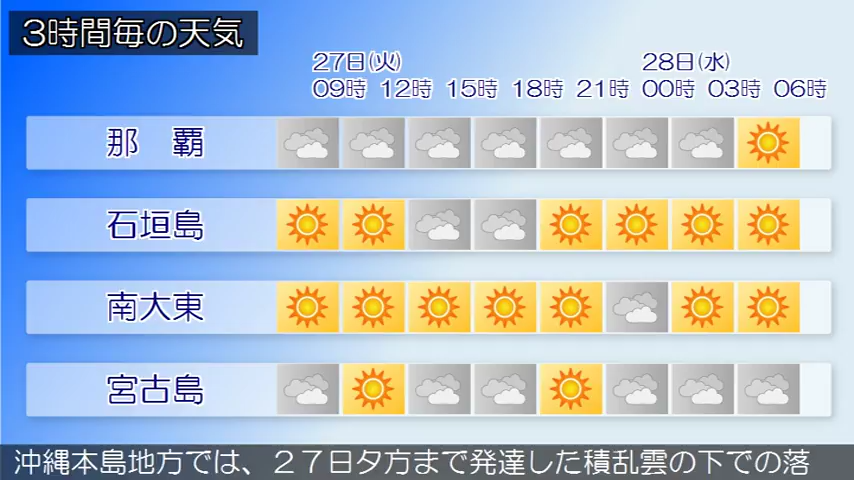 3時間毎の天気
27日(火) 28日(水)
09時 12時 15時 18時 21時 00時 03時 06時
那 覇
石垣島
南大東
宮古島
沖縄本島地方では、２７日夕方まで発達した積乱雲の下での落